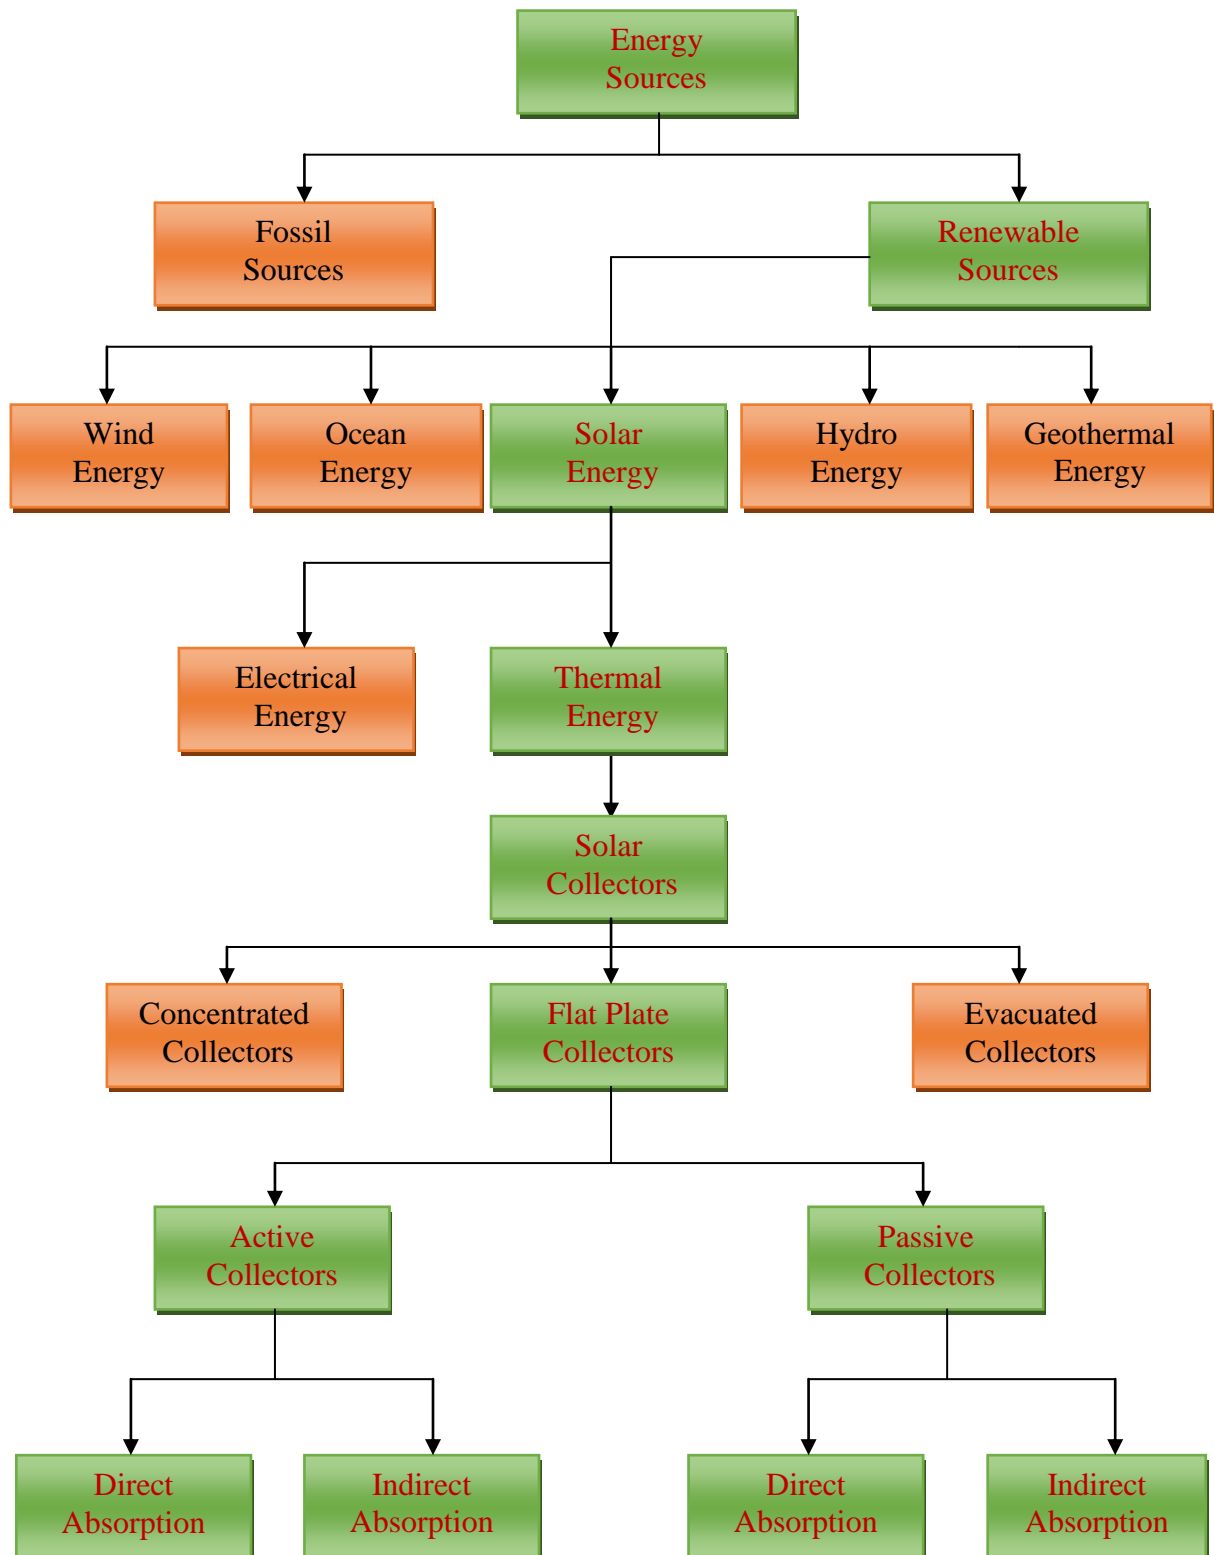 Energy
Sources
Fossil
Sources
Renewable
Sources
Wind
Energy
Ocean
Energy
Solar
Energy
Hydro
Energy
Geothermal
Energy
Electrical
Energy
Thermal
Energy
Solar
Collectors
Concentrated
Collectors
Flat Plate
Collectors
Evacuated
Collectors
Active
Collectors
Passive
Collectors
Direct
Absorption
Indirect
Absorption
Direct
Absorption
Indirect
Absorption